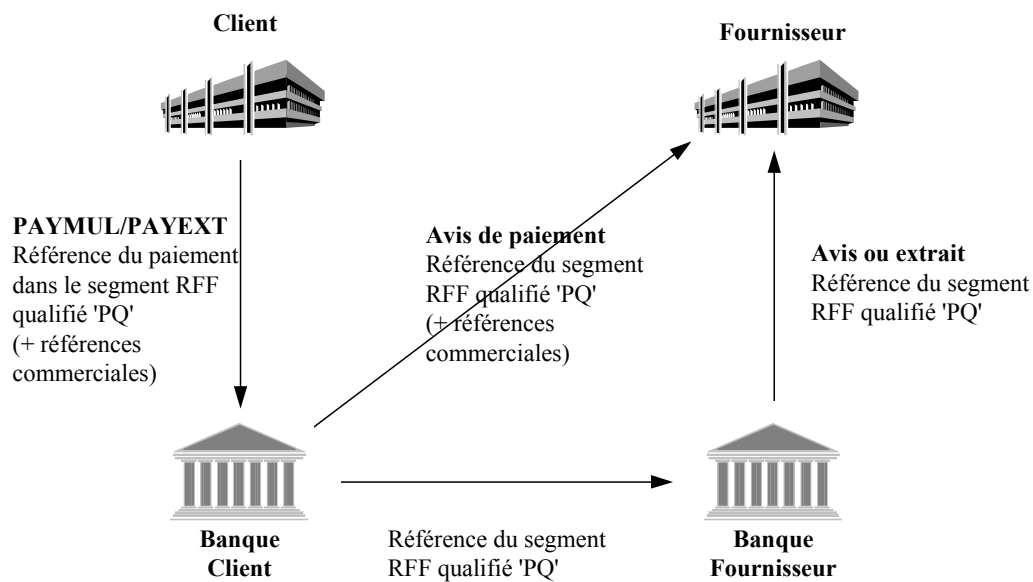 Client
Fournisseur
PAYMUL/PAYEXT
Référence du paiement
dans le segment RFF
qualifié 'PQ'
(+ références
commerciales)
Avis de paiement
Référence du segment
RFF qualifié 'PQ'
(+ références
commerciales)
Avis ou extrait
Référence du segment
RFF qualifié 'PQ'
Banque
Client
Référence du segment
RFF qualifié 'PQ'
Banque
Fournisseur